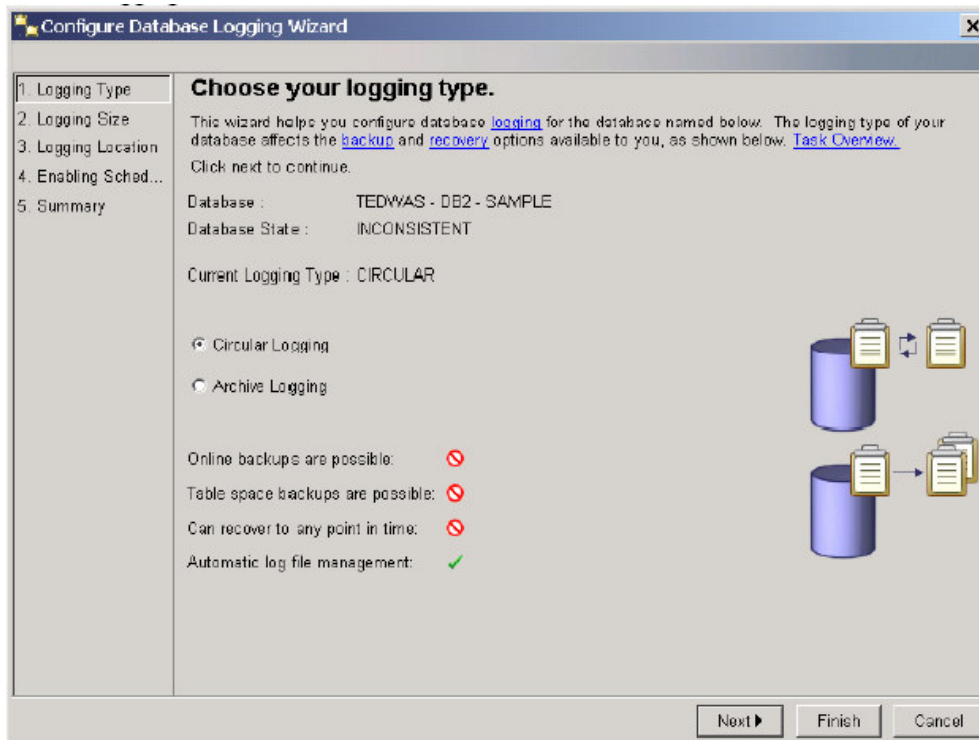 Configure Database Logging Wizard
1. Logging Type
2. Logging Size
3. Logging Location
4. Enabling Sched...
5. Summary
Choose your logging type.
This wizard helps you configure database logging for the database named below. The logging type of your
database affects the backup and recovery options available to you, as shown below. Task Overview.
Click next to continue.
Database : TEDWAS - DB2 - SAMPLE
Database State : INCONSISTENT
Current Logging Type : CIRCULAR
Circular Logging
Archive Logging
Online backups are possible:
Table space backups are possible:
Can recover to any point in time:
Automatic log file management:
Next
Finish
Cancel